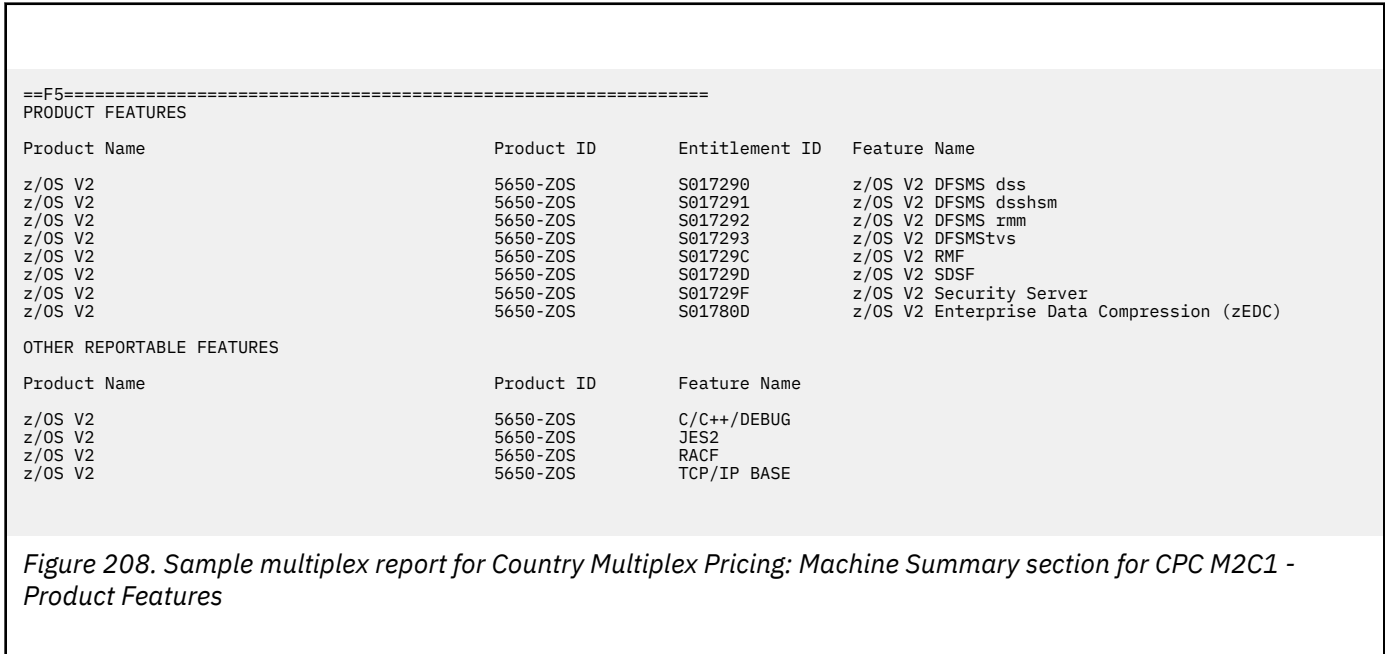 ==F5===============================================================
PRODUCT FEATURES
Product Name Product ID Entitlement ID Feature Name
z/OS V2 5650-ZOS S017290 z/OS V2 DFSMS dss
z/OS V2 5650-ZOS S017291 z/OS V2 DFSMS dsshsm
z/OS V2 5650-ZOS S017292 z/OS V2 DFSMS rmm
z/OS V2 5650-ZOS S017293 z/OS V2 DFSMStvs
z/OS V2 5650-ZOS S01729C z/OS V2 RMF
z/OS V2 5650-ZOS S01729D z/OS V2 SDSF
z/OS V2 5650-ZOS S01729F z/OS V2 Security Server
z/OS V2 5650-ZOS S01780D z/OS V2 Enterprise Data Compression (zEDC)
OTHER REPORTABLE FEATURES
Product Name Product ID Feature Name
z/OS V2 5650-ZOS C/C++/DEBUG
z/OS V2 5650-ZOS JES2
z/OS V2 5650-ZOS RACF
z/OS V2 5650-ZOS TCP/IP BASE
Figure 208. Sample multiplex report for Country Multiplex Pricing: Machine Summary section for CPC M2C1 -
Product Features